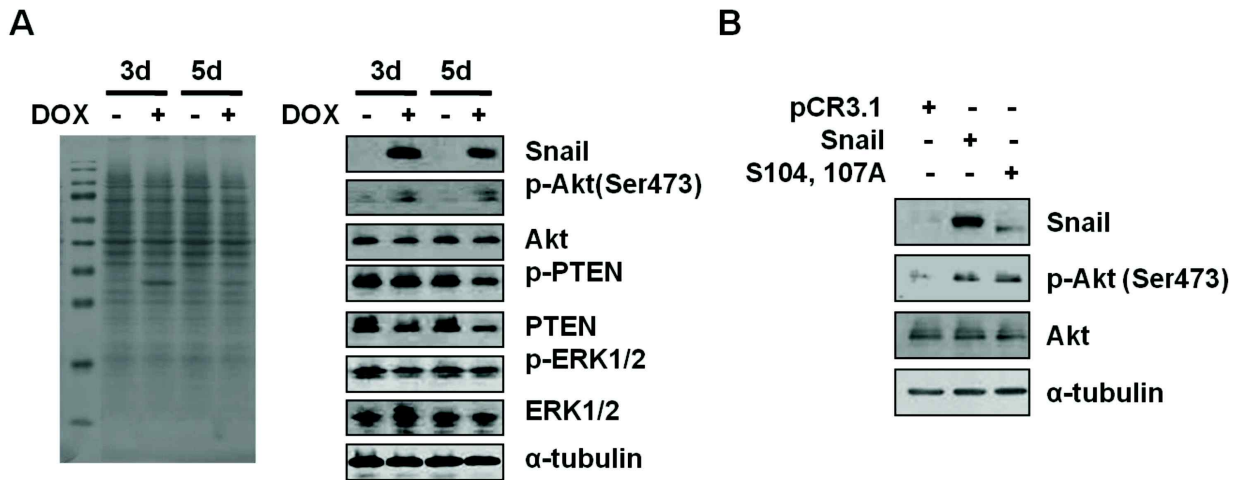 A
3d 5d
DOX - + - +
3d 5d
DOX - + - +
Snail
p-Akt(Ser473)
Akt
p-PTEN
PTEN
p-ERK1/2
ERK1/2
α-tubulin
B
pCR3.1 + - -
Snail - + -
S104, 107A - - +
Snail
p-Akt (Ser473)
Akt
α-tubulin